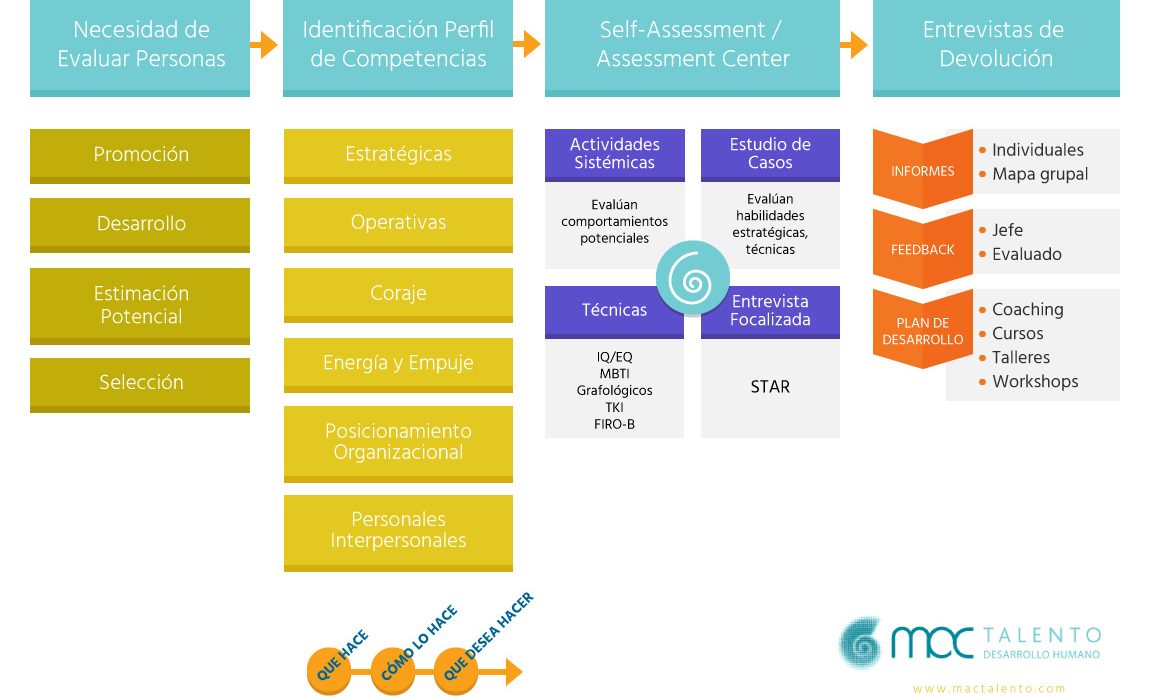 Necesidad de
Evaluar Personas
Identificación Perfil
de Competencias
Self-Assessment /
Assessment Center
Entrevistas de
Devolución
Promoción
Desarrollo
Estimación
Potencial
Selección
Estratégicas
Operativas
Coraje
Energía y Empuje
Posicionamiento
Organizacional
Personales
Interpersonales
Actividades
Sistémicas
Evalúan
comportamientos
potenciales
Estudio de
Casos
Evalúan
habilidades
estratégicas,
técnicas
Técnicas
IQ/EQ
MBTI
Grafológicos
TKI
FIRO-B
Entrevista
Focalizada
STAR
INFORMES
• Individuales
• Mapa grupal
FEEDBACK
• Jefe
• Evaluado
PLAN DE
DESARROLLO
• Coaching
• Cursos
• Talleres
• Workshops
QUE HACE
CÓMO LO HACE
QUE DESEA HACER
mac TALENTO
DESARROLLO HUMANO
www.mactalento.com